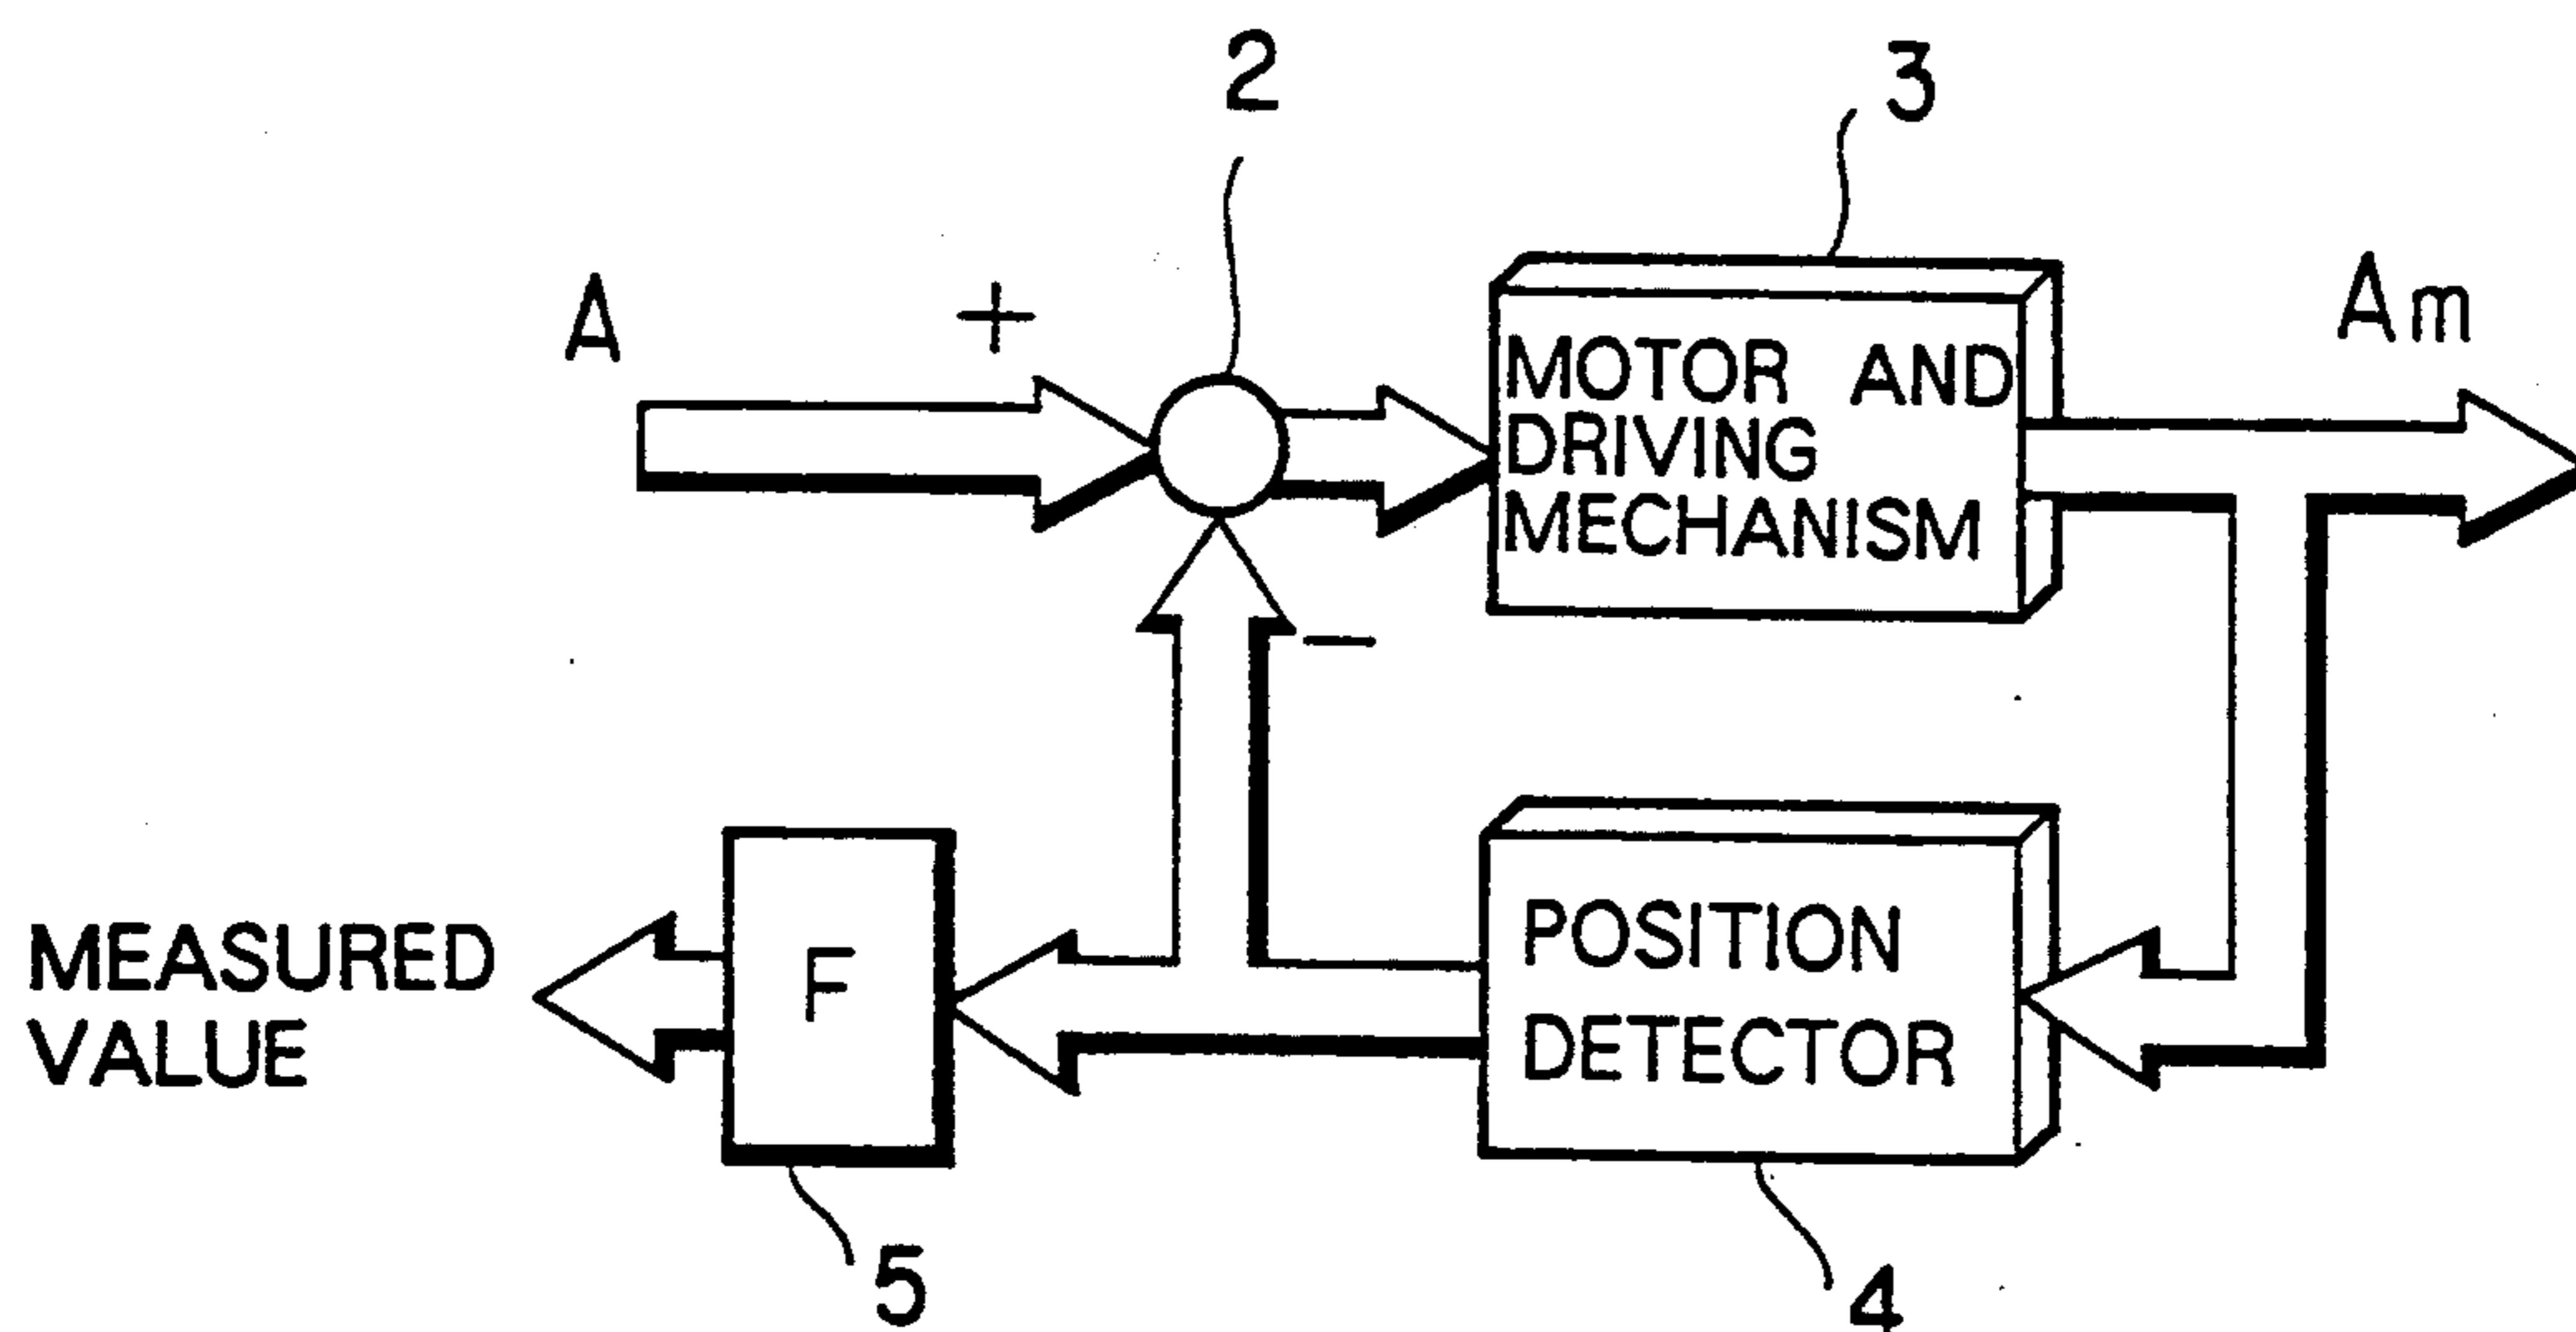 2
3
A
+
Am
MOTOR AND
DRIVING
MECHANISM
−
MEASURED
VALUE
F
POSITION
DETECTOR
5
4